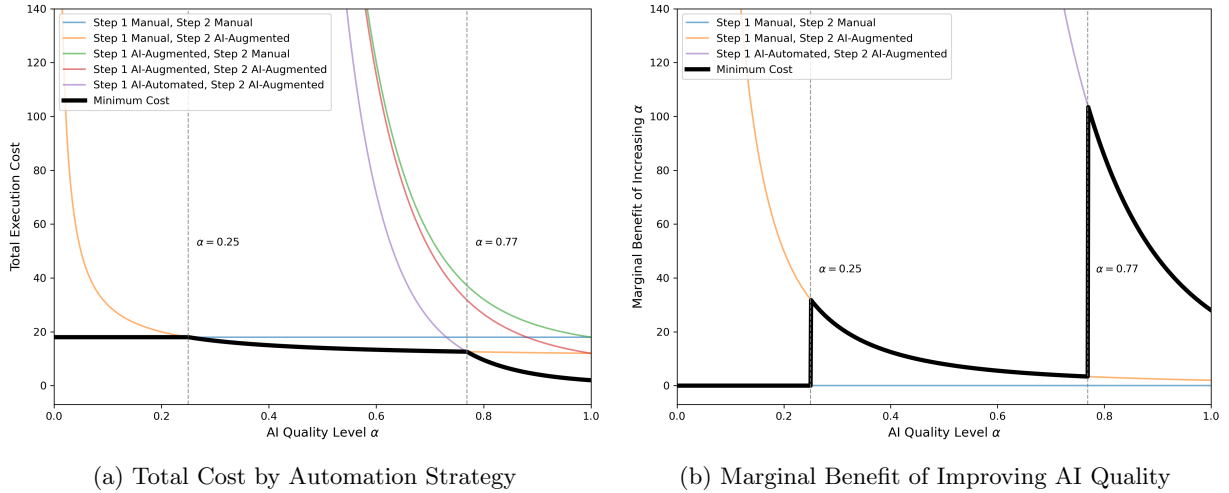 140
120
100
80
60
40
20
0
Total Execution Cost
Step 1 Manual, Step 2 Manual
Step 1 Manual, Step 2 AI-Augmented
Step 1 AI-Augmented, Step 2 Manual
Step 1 AI-Augmented, Step 2 AI-Augmented
Step 1 AI-Automated, Step 2 AI-Augmented
Minimum Cost
α = 0.25
α = 0.77
0.0 0.2 0.4 0.6 0.8 1.0
AI Quality Level α
(a) Total Cost by Automation Strategy
140
120
100
80
60
40
20
0
Marginal Benefit of Increasing α
Step 1 Manual, Step 2 Manual
Step 1 Manual, Step 2 AI-Augmented
Step 1 AI-Automated, Step 2 AI-Augmented
Minimum Cost
α = 0.25
α = 0.77
0.0 0.2 0.4 0.6 0.8 1.0
AI Quality Level α
(b) Marginal Benefit of Improving AI Quality